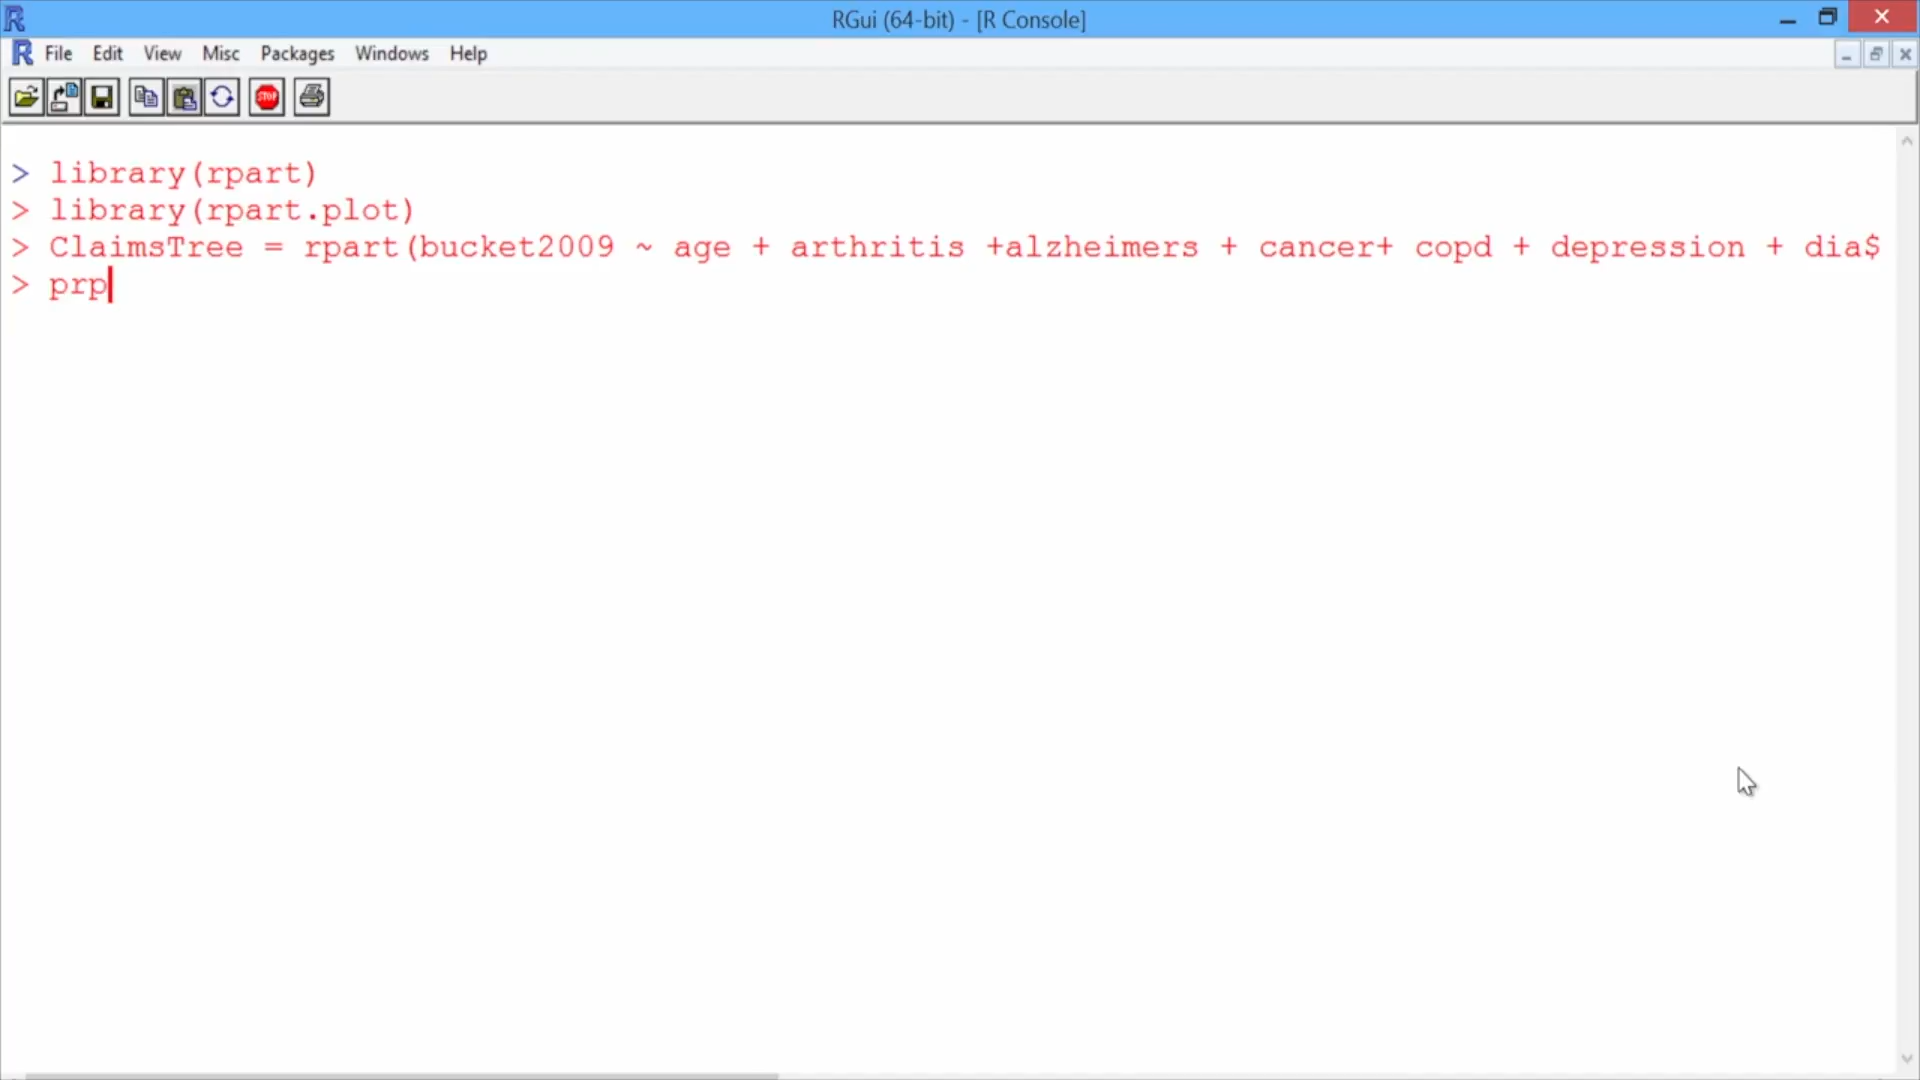 RGui (64-bit) - [R Console]
File Edit View Misc Packages Windows Help
STOP
> library(rpart)
> library(rpart.plot)
> ClaimsTree = rpart(bucket2009 ~ age + arthritis +alzheimers + cancer+ copd + depression + dia$
> prp